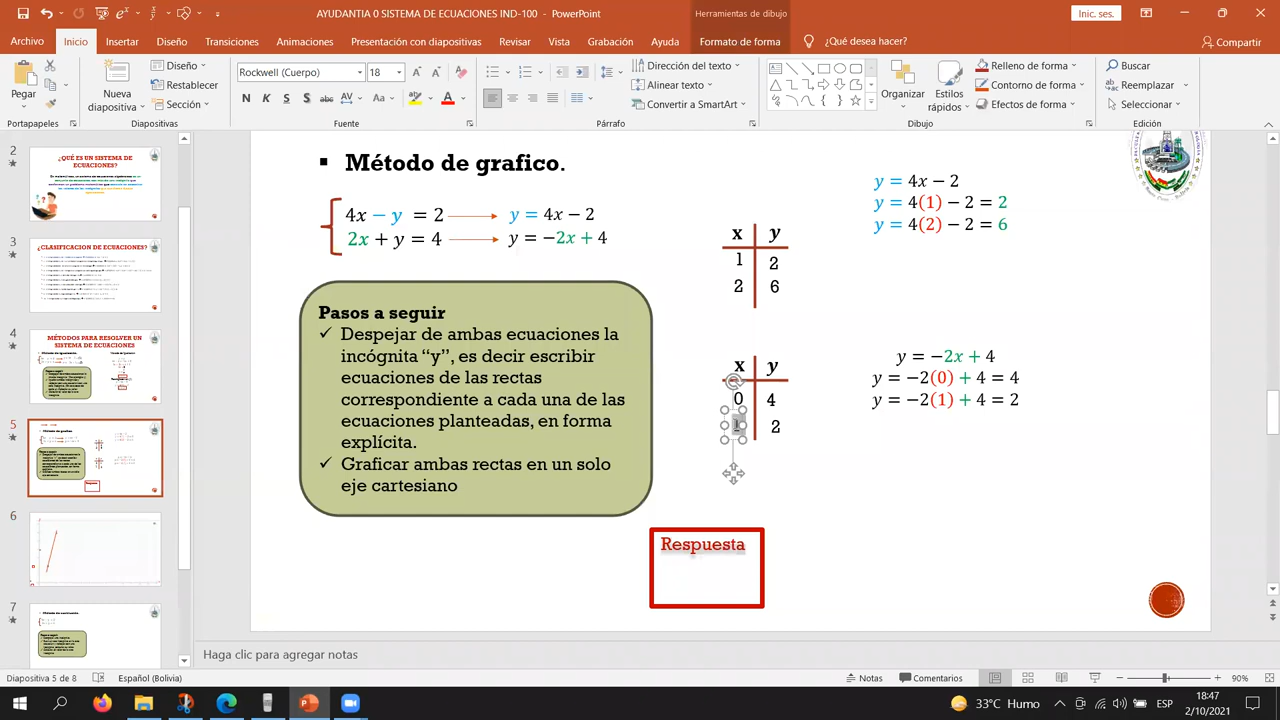 AYUDANTIA 0 SISTEMA DE ECUACIONES IND-100 - PowerPoint
Herramientas de dibujo
Inic. ses.
Archivo Inicio Insertar Diseño Transiciones Animaciones Presentación con diapositivas Revisar Vista Grabación Ayuda Formato de forma ¿Qué desea hacer? Compartir
Pegar
Nueva diapositiva
Diseño
Restablecer
Sección
Rockwell (Cuerpo) 18
N K S S abc AV Aa
Dirección del texto
Alinear texto
Convertir a SmartArt
Organizar
Estilos rápidos
Relleno de forma
Contorno de forma
Efectos de forma
Buscar
Reemplazar
Seleccionar
Portapapeles Diapositivas Fuente Párrafo Dibujo Edición
2
¿QUÉ ES UN SISTEMA DE
ECUACIONES?
3
¿CLASIFICACION DE ECUACIONES?
4
MÉTODOS PARA RESOLVER UN
SISTEMA DE ECUACIONES
5
6
7
▪ Método de grafico.
4x − y = 2 → y = 4x − 2
2x + y = 4 → y = −2x + 4
Pasos a seguir
✓ Despejar de ambas ecuaciones la
incógnita “y”, es decir escribir
ecuaciones de las rectas
correspondiente a cada una de las
ecuaciones planteadas, en forma
explícita.
✓ Graficar ambas rectas en un solo
eje cartesiano
x y
1 2
2 6
y = 4x − 2
y = 4(1) − 2 = 2
y = 4(2) − 2 = 6
x y
0 4
1 2
y = −2x + 4
y = −2(0) + 4 = 4
y = −2(1) + 4 = 2
Respuesta
Haga clic para agregar notas
Diapositiva 5 de 8 Español (Bolivia) Notas Comentarios 90%
33°C Humo ESP 18:47
2/10/2021